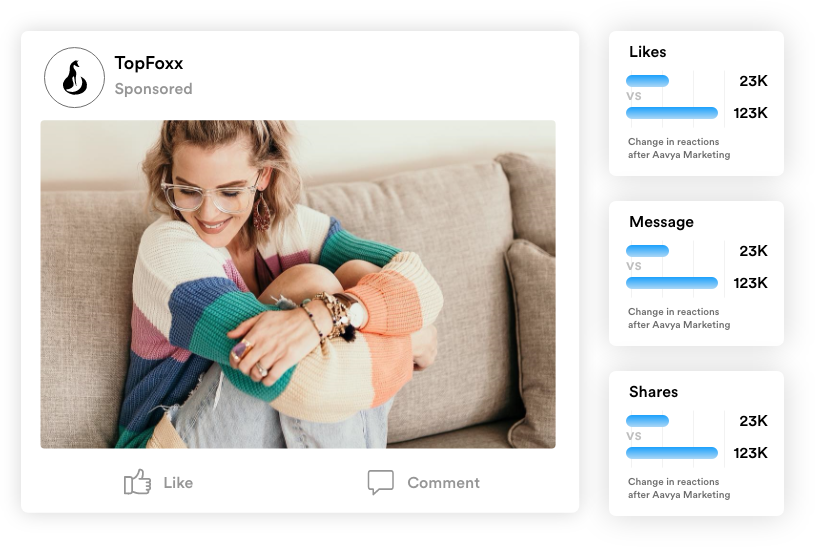 TopFoxx
Sponsored
Like
Comment
Likes
23K
VS
123K
Change in reactions
after Aavya Marketing
Message
23K
VS
123K
Change in reactions
after Aavya Marketing
Shares
23K
VS
123K
Change in reactions
after Aavya Marketing